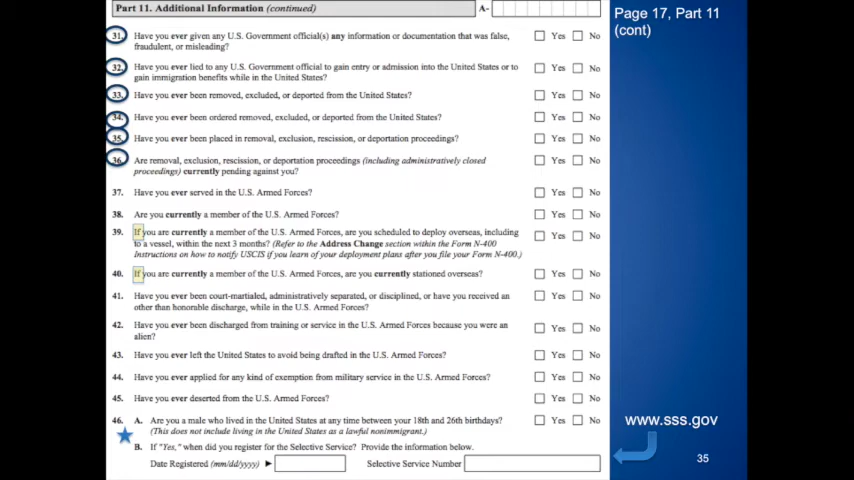 Part 11. Additional Information (continued)
A-
Page 17, Part 11
(cont)
31. Have you ever given any U.S. Government official(s) any information or documentation that was false,
fraudulent, or misleading?
Yes No
32. Have you ever lied to any U.S. Government official to gain entry or admission into the United States or to
gain immigration benefits while in the United States?
Yes No
33. Have you ever been removed, excluded, or deported from the United States?
Yes No
34. Have you ever been ordered removed, excluded, or deported from the United States?
Yes No
35. Have you ever been placed in removal, exclusion, rescission, or deportation proceedings?
Yes No
36. Are removal, exclusion, rescission, or deportation proceedings (including administratively closed
proceedings) currently pending against you?
Yes No
37. Have you ever served in the U.S. Armed Forces?
Yes No
38. Are you currently a member of the U.S. Armed Forces?
Yes No
39. If you are currently a member of the U.S. Armed Forces, are you scheduled to deploy overseas, including
to a vessel, within the next 3 months? (Refer to the Address Change section within the Form N-400
Instructions on how to notify USCIS if you learn of your deployment plans after you file your Form N-400.)
Yes No
40. If you are currently a member of the U.S. Armed Forces, are you currently stationed overseas?
Yes No
41. Have you ever been court-martialed, administratively separated, or disciplined, or have you received an
other than honorable discharge, while in the U.S. Armed Forces?
Yes No
42. Have you ever been discharged from training or service in the U.S. Armed Forces because you were an
alien?
Yes No
43. Have you ever left the United States to avoid being drafted in the U.S. Armed Forces?
Yes No
44. Have you ever applied for any kind of exemption from military service in the U.S. Armed Forces?
Yes No
45. Have you ever deserted from the U.S. Armed Forces?
Yes No
46. A. Are you a male who lived in the United States at any time between your 18th and 26th birthdays?
(This does not include living in the United States as a lawful nonimmigrant.)
Yes No
www.sss.gov
B. If "Yes," when did you register for the Selective Service? Provide the information below.
Date Registered (mm/dd/yyyy) ▶ Selective Service Number
35